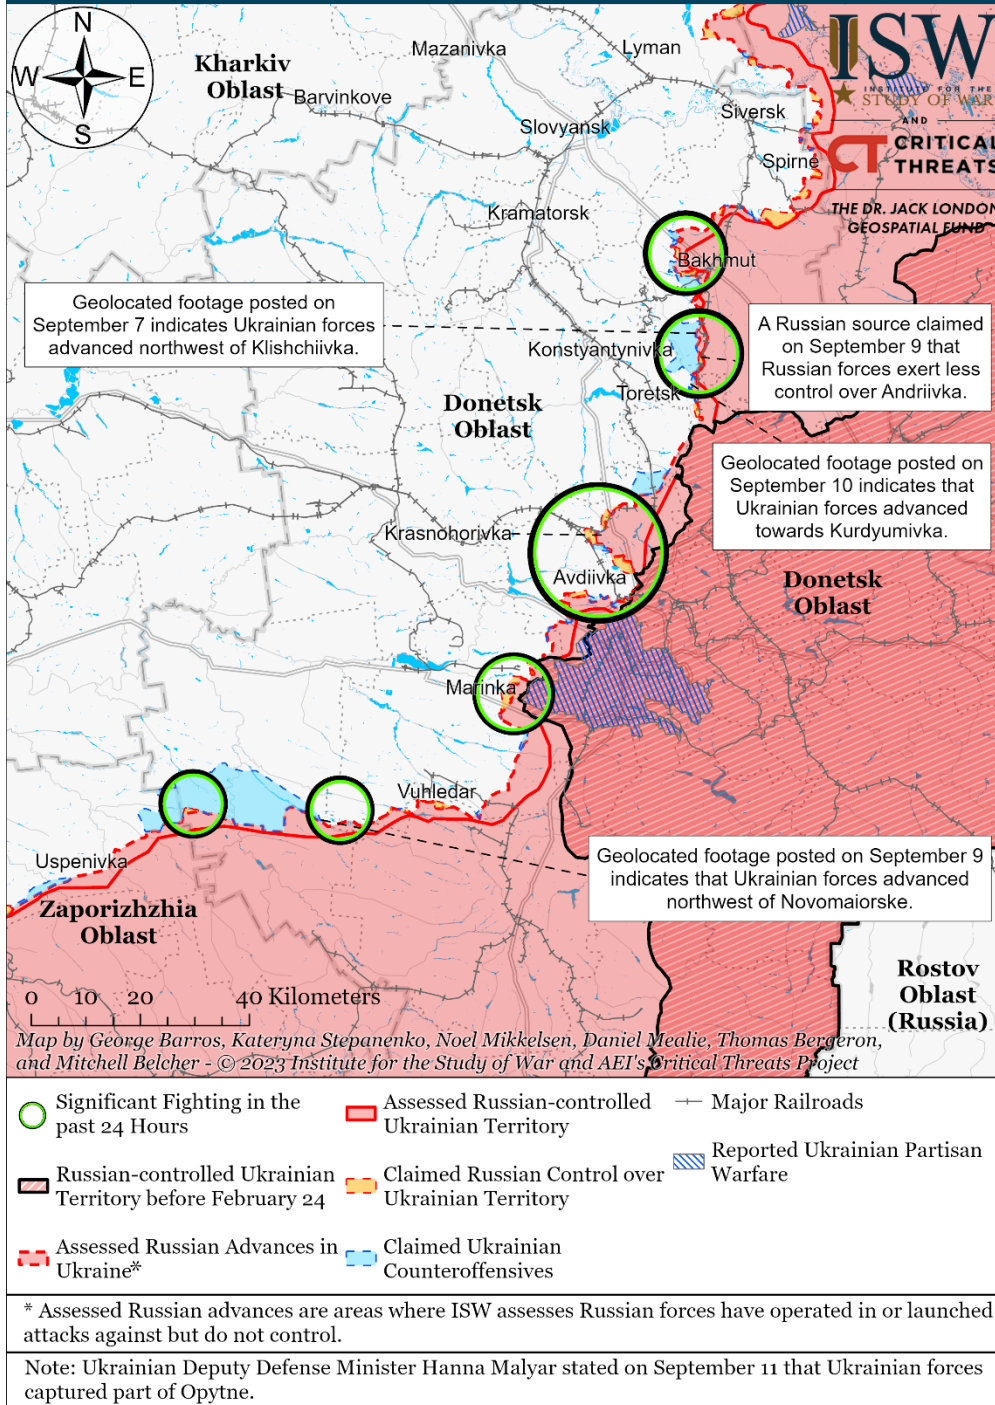 N
W
E
S
Kharkiv
Oblast
Mazanivka
Lyman
Barvinkove
Slovyansk
Siversk
Spirne
Kramatorsk
Bakhmut
ISW
INSTITUTE FOR THE
STUDY OF WAR
AND
CT
CRITICAL
THREATS
THE DR. JACK LONDON
GEOSPATIAL FUND
Geolocated footage posted on
September 7 indicates Ukrainian forces
advanced northwest of Klishchiivka.
Konstyantynivka
A Russian source claimed
on September 9 that
Russian forces exert less
control over Andriivka.
Toretsk
Donetsk
Oblast
Geolocated footage posted on
September 10 indicates that
Ukrainian forces advanced
towards Kurdyumivka.
Krasnohorivka
Avdiivka
Donetsk
Oblast
Marinka
Vuhledar
Uspenivka
Geolocated footage posted on September 9
indicates that Ukrainian forces advanced
northwest of Novomaiorske.
Zaporizhzhia
Oblast
Rostov
Oblast
(Russia)
0 10 20 40 Kilometers
Map by George Barros, Kateryna Stepanenko, Noel Mikkelsen, Daniel Mealie, Thomas Bergeron,
and Mitchell Belcher - © 2023 Institute for the Study of War and AEI's Critical Threats Project
Significant Fighting in the
past 24 Hours
Russian-controlled Ukrainian
Territory before February 24
Assessed Russian Advances in
Ukraine*
Assessed Russian-controlled
Ukrainian Territory
Claimed Russian Control over
Ukrainian Territory
Claimed Ukrainian
Counteroffensives
Major Railroads
Reported Ukrainian Partisan
Warfare
* Assessed Russian advances are areas where ISW assesses Russian forces have operated in or launched
attacks against but do not control.
Note: Ukrainian Deputy Defense Minister Hanna Malyar stated on September 11 that Ukrainian forces
captured part of Opytne.